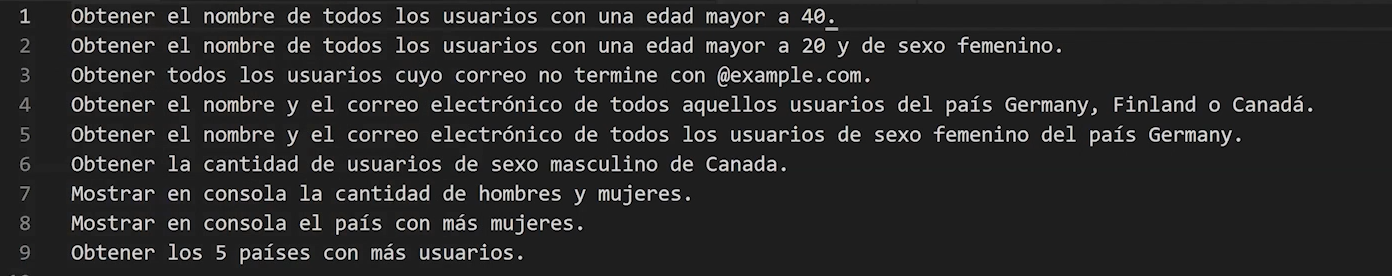 1 Obtener el nombre de todos los usuarios con una edad mayor a 40.
2 Obtener el nombre de todos los usuarios con una edad mayor a 20 y de sexo femenino.
3 Obtener todos los usuarios cuyo correo no termine con @example.com.
4 Obtener el nombre y el correo electrónico de todos aquellos usuarios del país Germany, Finland o Canadá.
5 Obtener el nombre y el correo electrónico de todos los usuarios de sexo femenino del país Germany.
6 Obtener la cantidad de usuarios de sexo masculino de Canada.
7 Mostrar en consola la cantidad de hombres y mujeres.
8 Mostrar en consola el país con más mujeres.
9 Obtener los 5 países con más usuarios.